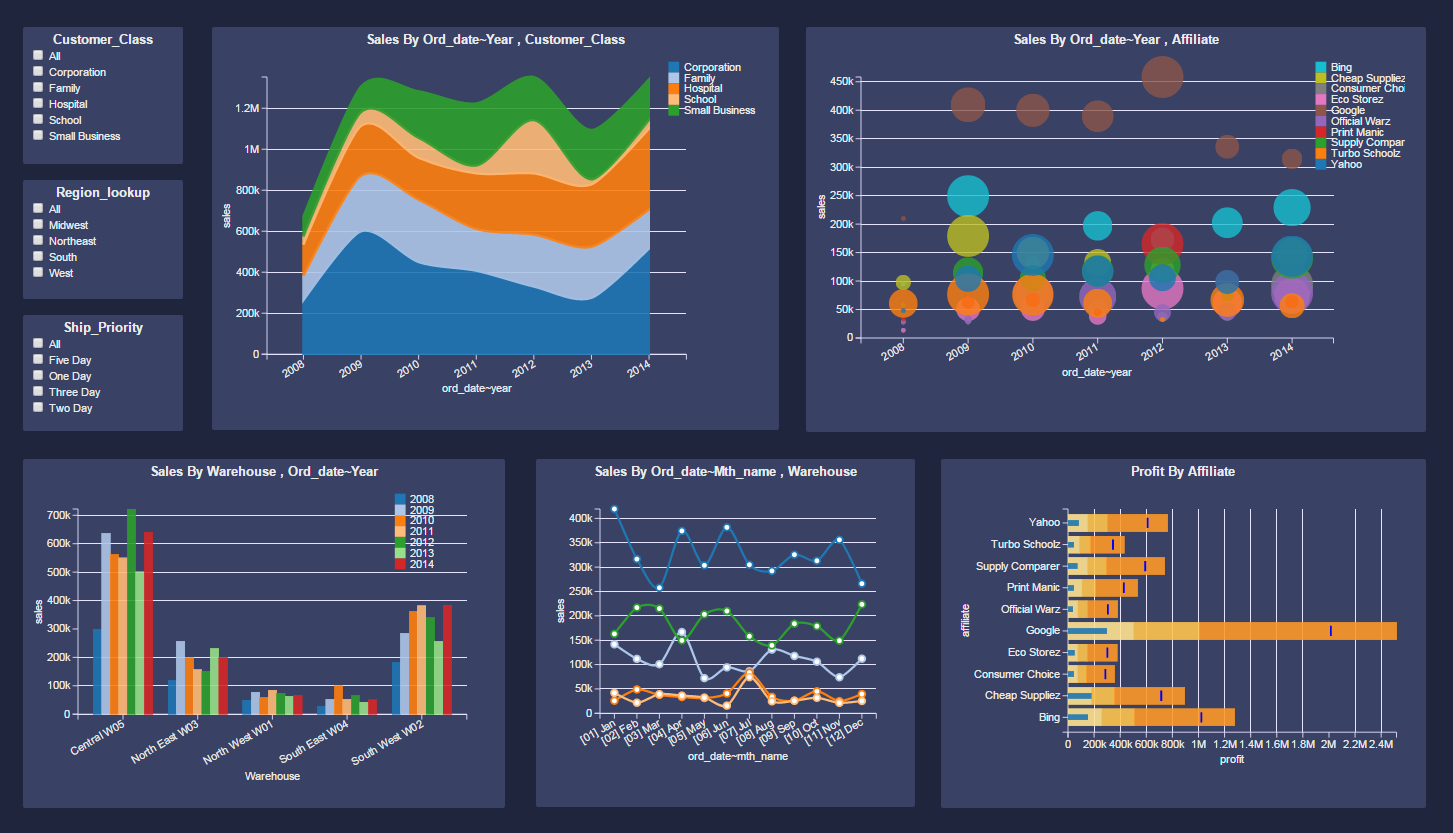 Customer_Class
All
Corporation
Family
Hospital
School
Small Business
Region_lookup
All
Midwest
Northeast
South
West
Ship_Priority
All
Five Day
One Day
Three Day
Two Day
Sales By Ord_date~Year , Customer_Class
Corporation
Family
Hospital
School
Small Business
1.2M
1M
800k
600k
400k
200k
0
sales
2008 2009 2010 2011 2012 2013 2014
ord_date~year
Sales By Ord_date~Year , Affiliate
Bing
Cheap Suppliez
Consumer Choi
Eco Storez
Google
Official Warz
Print Manic
Supply Compar
Turbo Schoolz
Yahoo
450k
400k
350k
300k
250k
200k
150k
100k
50k
0
sales
2008 2009 2010 2011 2012 2013 2014
ord_date~year
Sales By Warehouse , Ord_date~Year
2008
2009
2010
2011
2012
2013
2014
700k
600k
500k
400k
300k
200k
100k
0
sales
Central W05 North East W03 North West W01 South East W04 South West W02
Warehouse
Sales By Ord_date~Mth_name , Warehouse
400k
350k
300k
250k
200k
150k
100k
50k
0
sales
[01] Jan [02] Feb [03] Mar [04] Apr [05] May [06] Jun [07] Jul [08] Aug [09] Sep [10] Oct [11] Nov [12] Dec
ord_date~mth_name
Profit By Affiliate
Yahoo
Turbo Schoolz
Supply Comparer
Print Manic
Official Warz
Google
Eco Storez
Consumer Choice
Cheap Suppliez
Bing
affiliate
0 200k 400k 600k 800k 1M 1.2M 1.4M 1.6M 1.8M 2M 2.2M 2.4M
profit